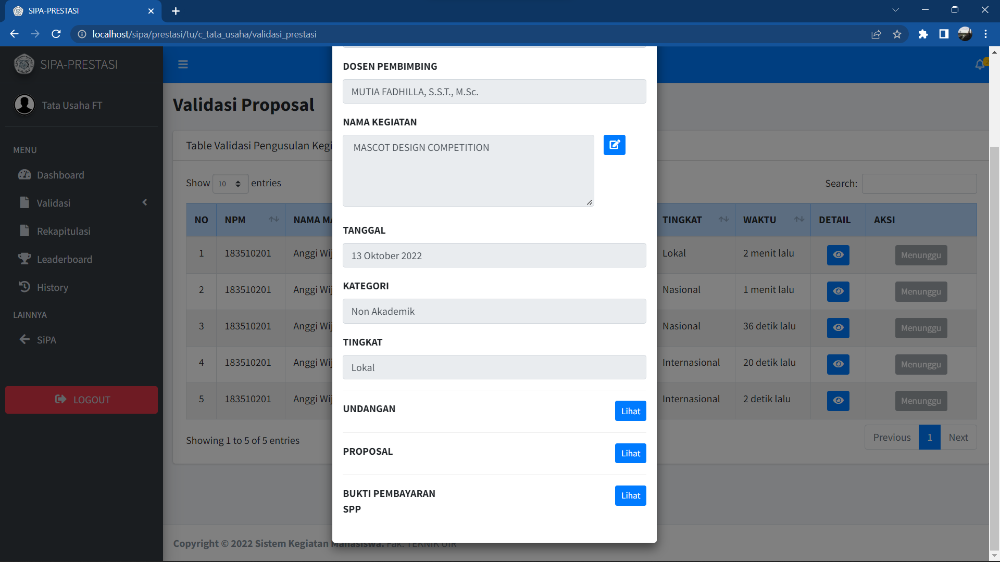 SIPA-PRESTASI
localhost/sipa/prestasi/tu/c_tata_usaha/validasi_prestasi
SIPA-PRESTASI
Tata Usaha FT
MENU
Dashboard
Validasi
Rekapitulasi
Leaderboard
History
LAINNYA
SiPA
LOGOUT
Validasi Proposal
Table Validasi Pengusulan Kegi
Show 10 entries
Search:
NO NPM NAMA MA TINGKAT WAKTU DETAIL AKSI
1 183510201 Anggi Wij Lokal 2 menit lalu Menunggu
2 183510201 Anggi Wij Nasional 1 menit lalu Menunggu
3 183510201 Anggi Wij Nasional 36 detik lalu Menunggu
4 183510201 Anggi Wij Internasional 20 detik lalu Menunggu
5 183510201 Anggi Wij Internasional 2 detik lalu Menunggu
Showing 1 to 5 of 5 entries
Previous 1 Next
DOSEN PEMBIMBING
MUTIA FADHILLA, S.S.T., M.Sc.
NAMA KEGIATAN
MASCOT DESIGN COMPETITION
TANGGAL
13 Oktober 2022
KATEGORI
Non Akademik
TINGKAT
Lokal
UNDANGAN Lihat
PROPOSAL Lihat
BUKTI PEMBAYARAN Lihat
SPP
Copyright © 2022 Sistem Kegiatan Mahasiswa. Fak. TEKNIK UIR